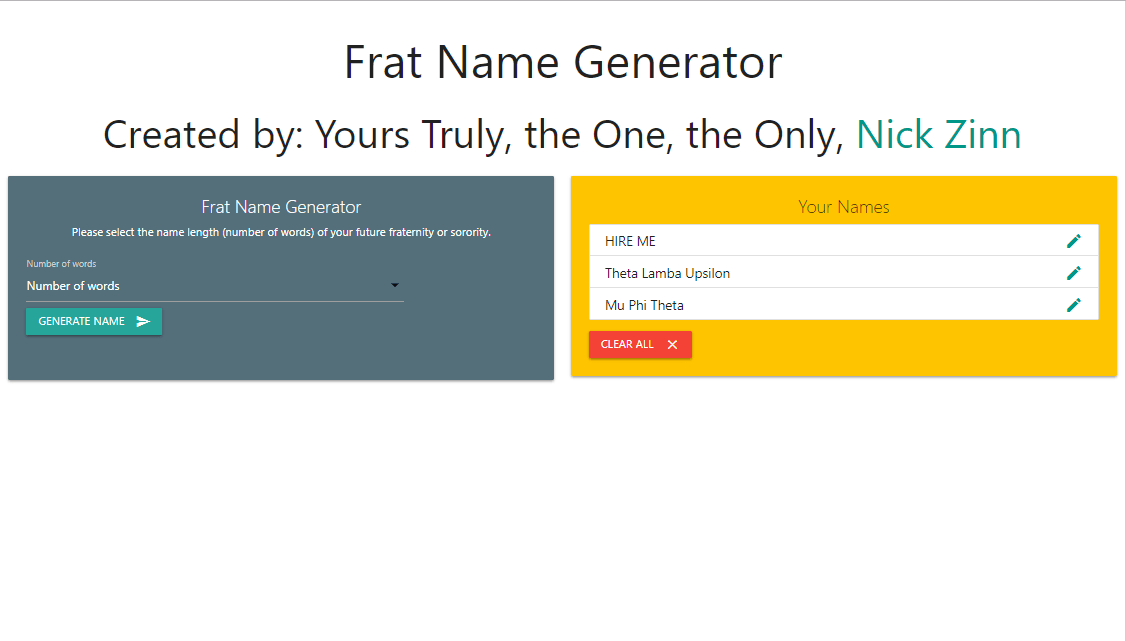 Frat Name Generator
Created by: Yours Truly, the One, the Only, Nick Zinn
Frat Name Generator
Please select the name length (number of words) of your future fraternity or sorority.
Number of words
Number of words
GENERATE NAME
Your Names
HIRE ME
Theta Lamba Upsilon
Mu Phi Theta
CLEAR ALL